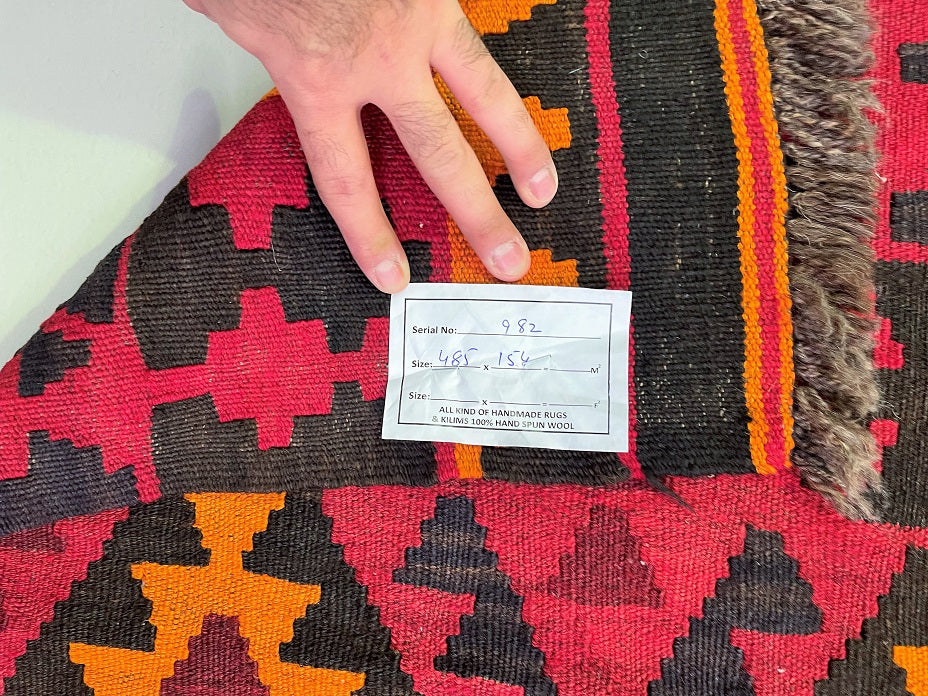 Serial No: 982
Size: 485 x 154 = M²
Size: x = F²
ALL KIND OF HANDMADE RUGS
& KILIMS 100% HAND SPUN WOOL